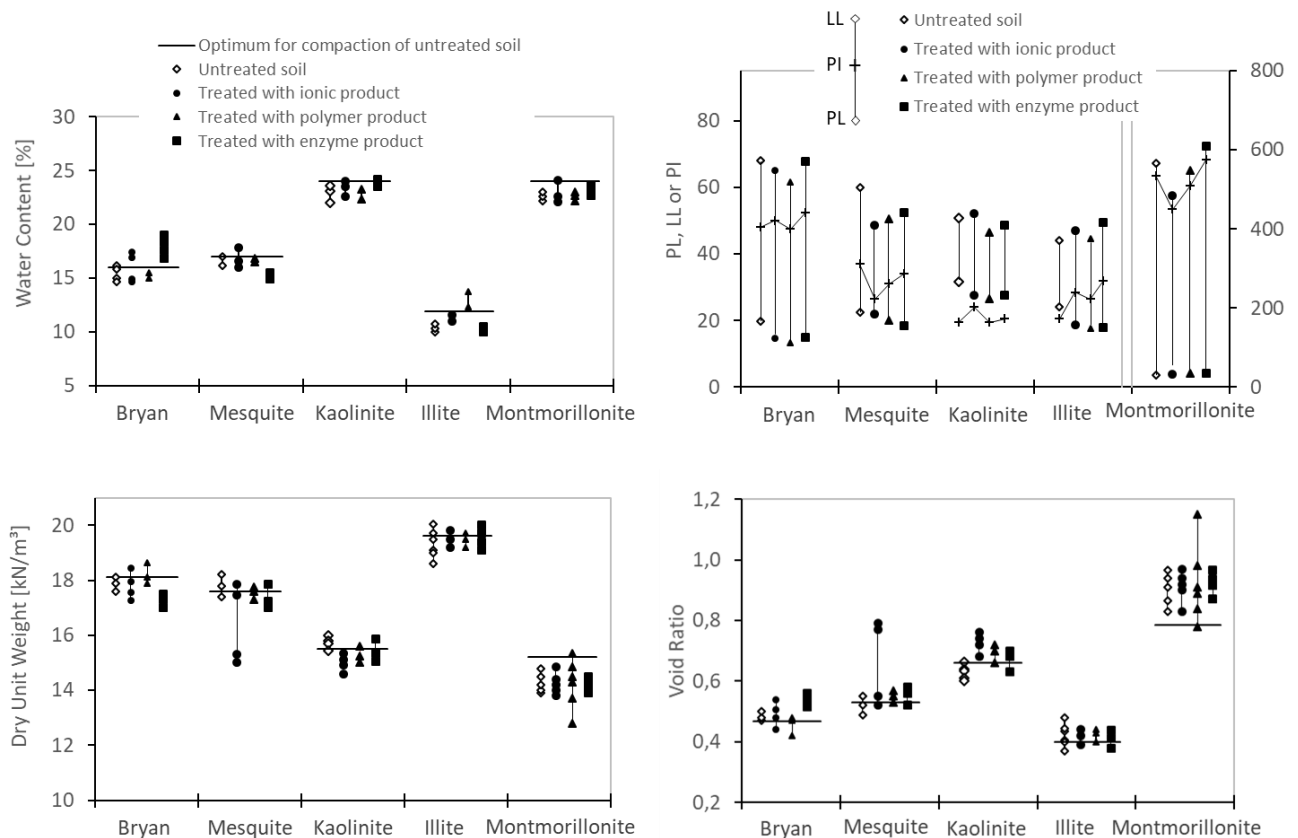 Optimum for compaction of untreated soil
Untreated soil
Treated with ionic product
Treated with polymer product
Treated with enzyme product
Water Content [%]
30
25
20
15
10
5
Bryan Mesquite Kaolinite Illite Montmorillonite
LL
PI
PL
Untreated soil
Treated with ionic product
Treated with polymer product
Treated with enzyme product
PL, LL or PI
80
60
40
20
0
800
600
400
200
0
Bryan Mesquite Kaolinite Illite Montmorillonite
Dry Unit Weight [kN/m³]
20
18
16
14
12
10
Bryan Mesquite Kaolinite Illite Montmorillonite
Void Ratio
1,2
1,0
0,8
0,6
0,4
0,2
Bryan Mesquite Kaolinite Illite Montmorillonite